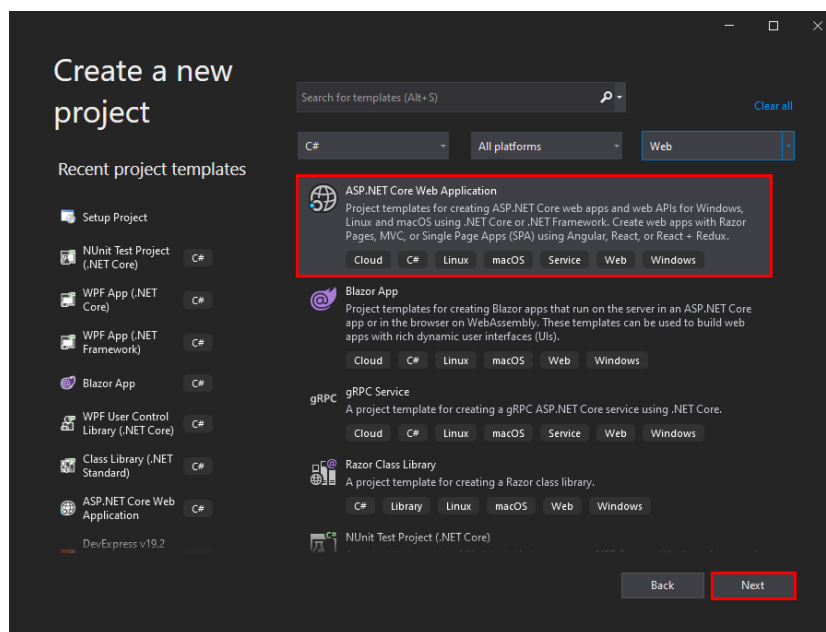 Create a new
project
Recent project templates
Setup Project
NUnit Test Project
(.NET Core)
C#
WPF App (.NET
Core)
C#
WPF App (.NET
Framework)
C#
Blazor App
C#
WPF User Control
Library (.NET Core)
C#
Class Library (.NET
Standard)
C#
ASP.NET Core Web
Application
C#
DevExpress v19.2
Search for templates (Alt+S)
Clear all
C#
All platforms
Web
ASP.NET Core Web Application
Project templates for creating ASP.NET Core web apps and web APIs for Windows,
Linux and macOS using .NET Core or .NET Framework. Create web apps with Razor
Pages, MVC, or Single Page Apps (SPA) using Angular, React, or React + Redux.
Cloud C# Linux macOS Service Web Windows
Blazor App
Project templates for creating Blazor apps that run on the server in an ASP.NET Core
app or in the browser on WebAssembly. These templates can be used to build web
apps with rich dynamic user interfaces (UIs).
Cloud C# Linux macOS Web Windows
gRPC
gRPC Service
A project template for creating a gRPC ASP.NET Core service using .NET Core.
Cloud C# Linux macOS Service Web Windows
Razor Class Library
A project template for creating a Razor class library.
C# Library Linux macOS Web Windows
NUnit Test Project (.NET Core)
Back
Next